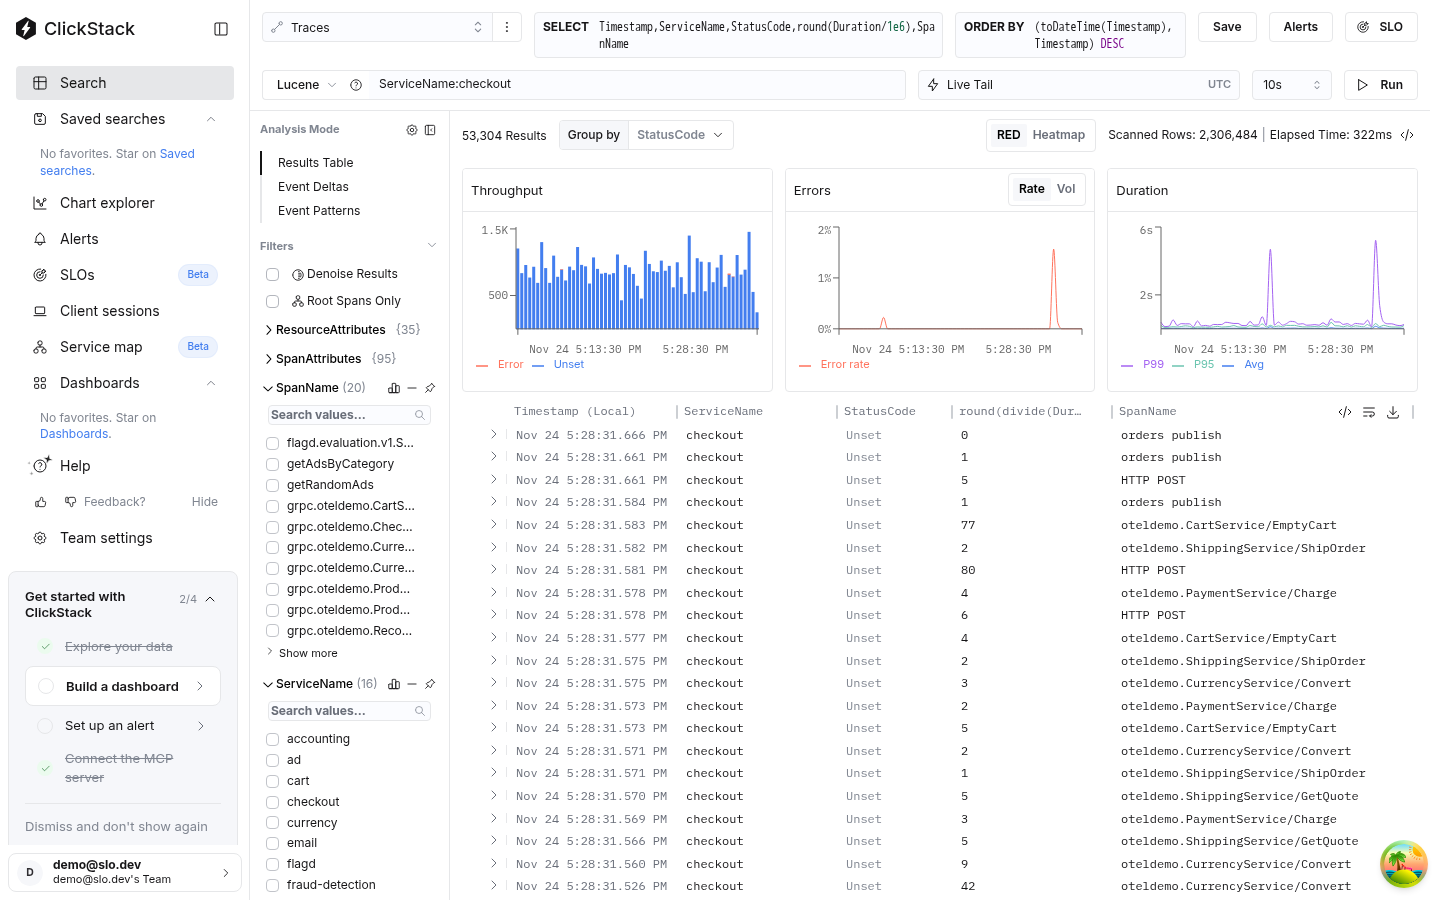 ClickStack
Search
Saved searches
No favorites. Star on Saved
searches.
Chart explorer
Alerts
SLOs
Beta
Client sessions
Service map
Beta
Dashboards
No favorites. Star on
Dashboards.
Help
Feedback?
Hide
Team settings
Get started with
ClickStack
2/4
Explore your data
Build a dashboard
Set up an alert
Connect the MCP
server
Dismiss and don't show again
D
demo@slo.dev
demo@slo.dev's Team
Traces
SELECT Timestamp,ServiceName,StatusCode,round(Duration/1e6),Spa
nName
ORDER BY (toDateTime(Timestamp),
Timestamp) DESC
Save
Alerts
SLO
Lucene
ServiceName:checkout
Live Tail
UTC
10s
Run
Analysis Mode
Results Table
Event Deltas
Event Patterns
Filters
Denoise Results
Root Spans Only
ResourceAttributes {35}
SpanAttributes {95}
SpanName (20)
Search values...
flagd.evaluation.v1.S...
getAdsByCategory
getRandomAds
grpc.oteldemo.CartS...
grpc.oteldemo.Chec...
grpc.oteldemo.Curre...
grpc.oteldemo.Curre...
grpc.oteldemo.Prod...
grpc.oteldemo.Prod...
grpc.oteldemo.Reco...
Show more
ServiceName (16)
Search values...
accounting
ad
cart
checkout
currency
email
flagd
fraud-detection
53,304 Results
Group by StatusCode
RED Heatmap
Scanned Rows: 2,306,484 | Elapsed Time: 322ms
Throughput
1.5K
500
Nov 24 5:13:30 PM 5:28:30 PM
Error Unset
Errors
Rate Vol
2%
1%
0%
Nov 24 5:13:30 PM 5:28:30 PM
Error rate
Duration
6s
2s
Nov 24 5:13:30 PM 5:28:30 PM
P99 P95 Avg
Timestamp (Local) ServiceName StatusCode round(divide(Dur... SpanName
Nov 24 5:28:31.666 PM checkout Unset 0 orders publish
Nov 24 5:28:31.661 PM checkout Unset 1 orders publish
Nov 24 5:28:31.661 PM checkout Unset 5 HTTP POST
Nov 24 5:28:31.584 PM checkout Unset 1 orders publish
Nov 24 5:28:31.583 PM checkout Unset 77 oteldemo.CartService/EmptyCart
Nov 24 5:28:31.582 PM checkout Unset 2 oteldemo.ShippingService/ShipOrder
Nov 24 5:28:31.581 PM checkout Unset 80 HTTP POST
Nov 24 5:28:31.578 PM checkout Unset 4 oteldemo.PaymentService/Charge
Nov 24 5:28:31.578 PM checkout Unset 6 HTTP POST
Nov 24 5:28:31.577 PM checkout Unset 4 oteldemo.CartService/EmptyCart
Nov 24 5:28:31.575 PM checkout Unset 2 oteldemo.ShippingService/ShipOrder
Nov 24 5:28:31.575 PM checkout Unset 3 oteldemo.CurrencyService/Convert
Nov 24 5:28:31.573 PM checkout Unset 2 oteldemo.PaymentService/Charge
Nov 24 5:28:31.573 PM checkout Unset 5 oteldemo.CartService/EmptyCart
Nov 24 5:28:31.571 PM checkout Unset 2 oteldemo.CurrencyService/Convert
Nov 24 5:28:31.571 PM checkout Unset 1 oteldemo.ShippingService/ShipOrder
Nov 24 5:28:31.570 PM checkout Unset 5 oteldemo.ShippingService/GetQuote
Nov 24 5:28:31.569 PM checkout Unset 3 oteldemo.PaymentService/Charge
Nov 24 5:28:31.566 PM checkout Unset 5 oteldemo.ShippingService/GetQuote
Nov 24 5:28:31.560 PM checkout Unset 9 oteldemo.CurrencyService/Convert
Nov 24 5:28:31.526 PM checkout Unset 42 oteldemo.CurrencyService/Convert